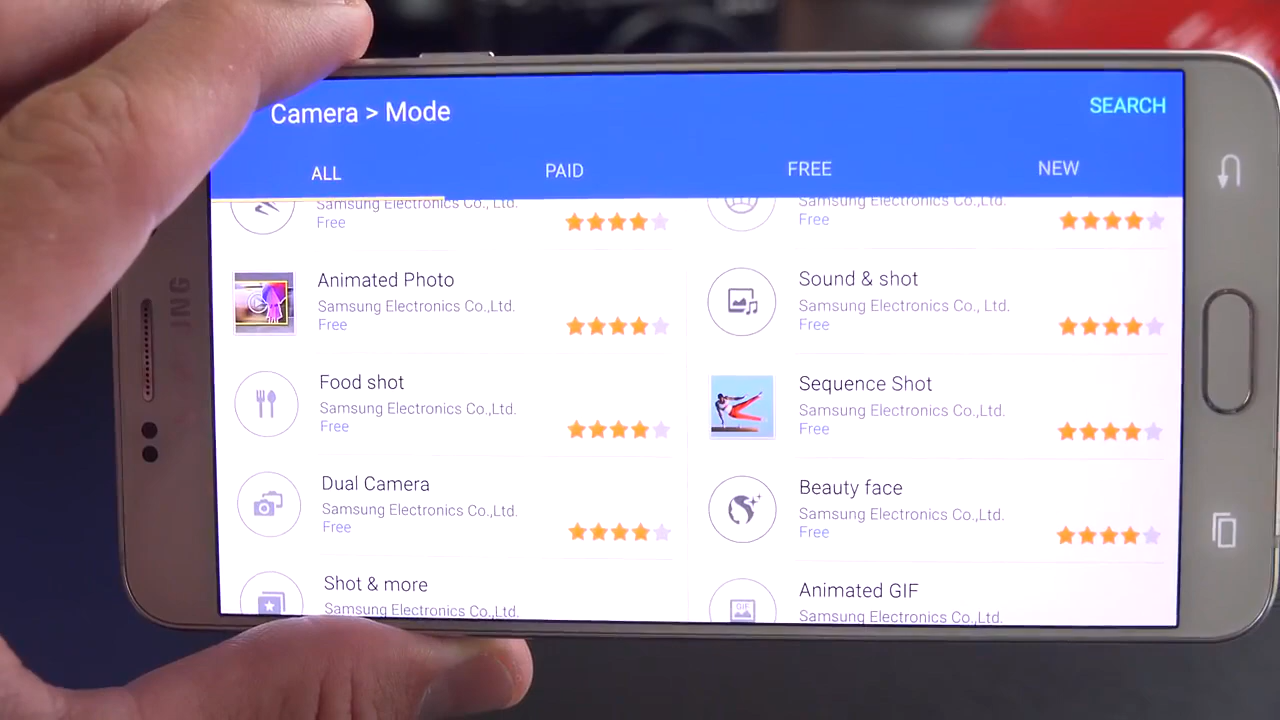 Camera > Mode
SEARCH
ALL
PAID
FREE
NEW
Samsung Electronics Co.,Ltd.
Free
Samsung Electronics Co.,Ltd.
Free
Animated Photo
Samsung Electronics Co.,Ltd.
Free
Sound & shot
Samsung Electronics Co., Ltd.
Free
Food shot
Samsung Electronics Co.,Ltd.
Free
Sequence Shot
Samsung Electronics Co.,Ltd.
Free
Dual Camera
Samsung Electronics Co.,Ltd.
Free
Beauty face
Samsung Electronics Co.,Ltd.
Free
Shot & more
Samsung Electronics Co.,Ltd.
GIF
Animated GIF
Samsung Electronics Co.,Ltd.
ING